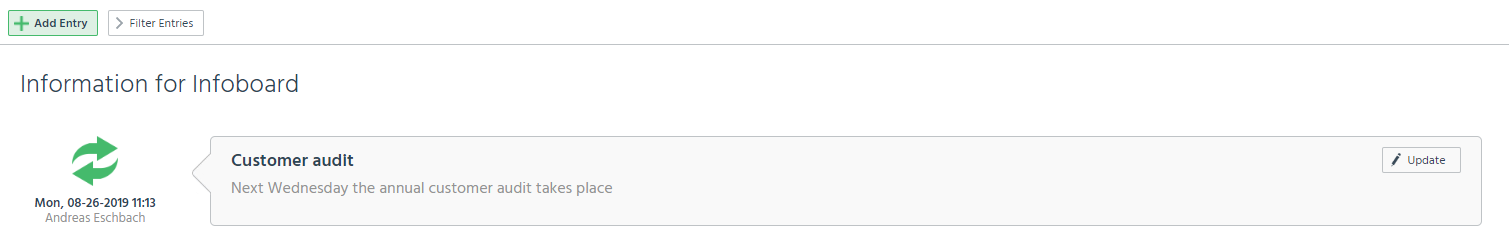 Add Entry
Filter Entries
Information for Infoboard
Customer audit
Update
Next Wednesday the annual customer audit takes place
Mon, 08-26-2019 11:13
Andreas Eschbach